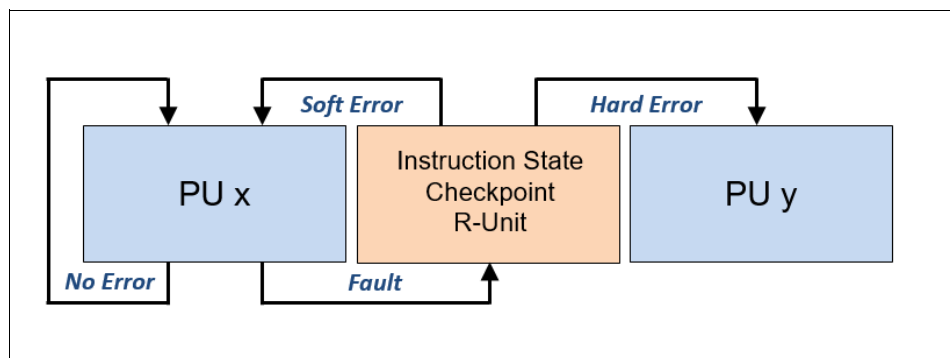 Soft Error
Hard Error
PU x
Instruction State
Checkpoint
R-Unit
PU y
No Error
Fault